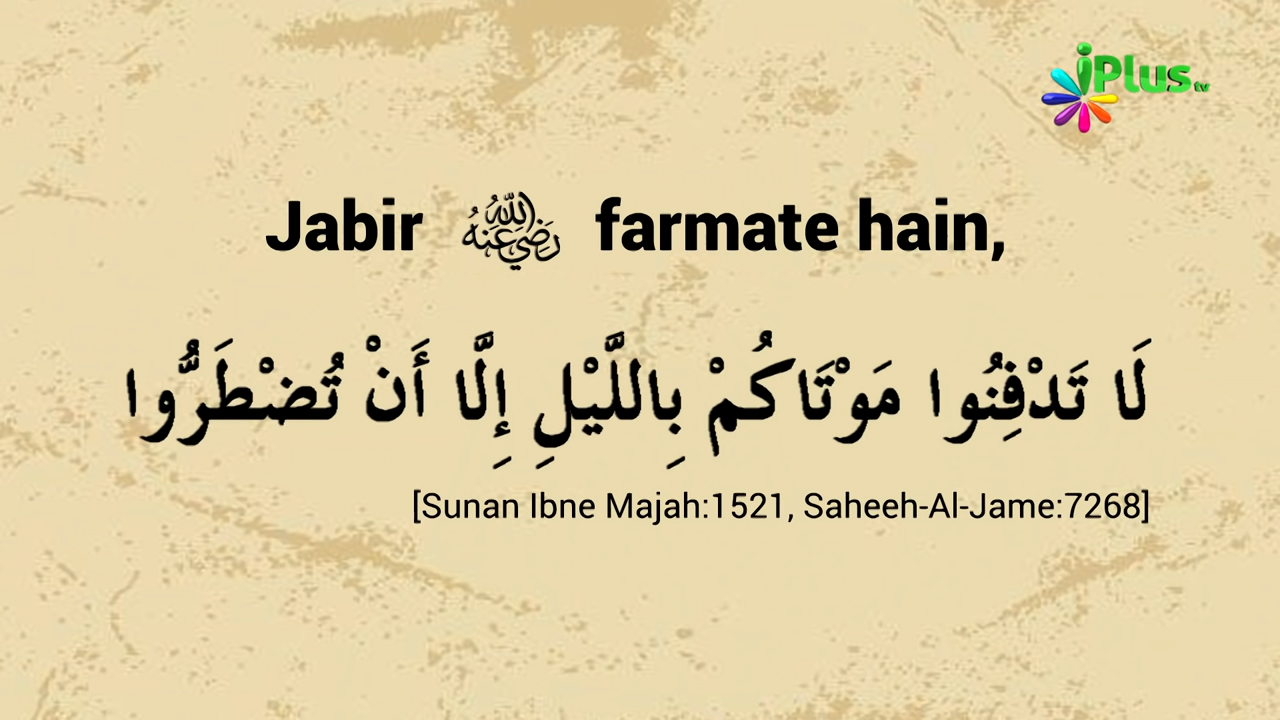 iPlus tv
Jabir رضي الله عنه farmate hain,
لَا تَدْفِنُوا مَوْتَاكُمْ بِاللَّيْلِ إِلَّا أَنْ تُضْطَرُّوا
[Sunan Ibne Majah:1521, Saheeh-Al-Jame:7268]